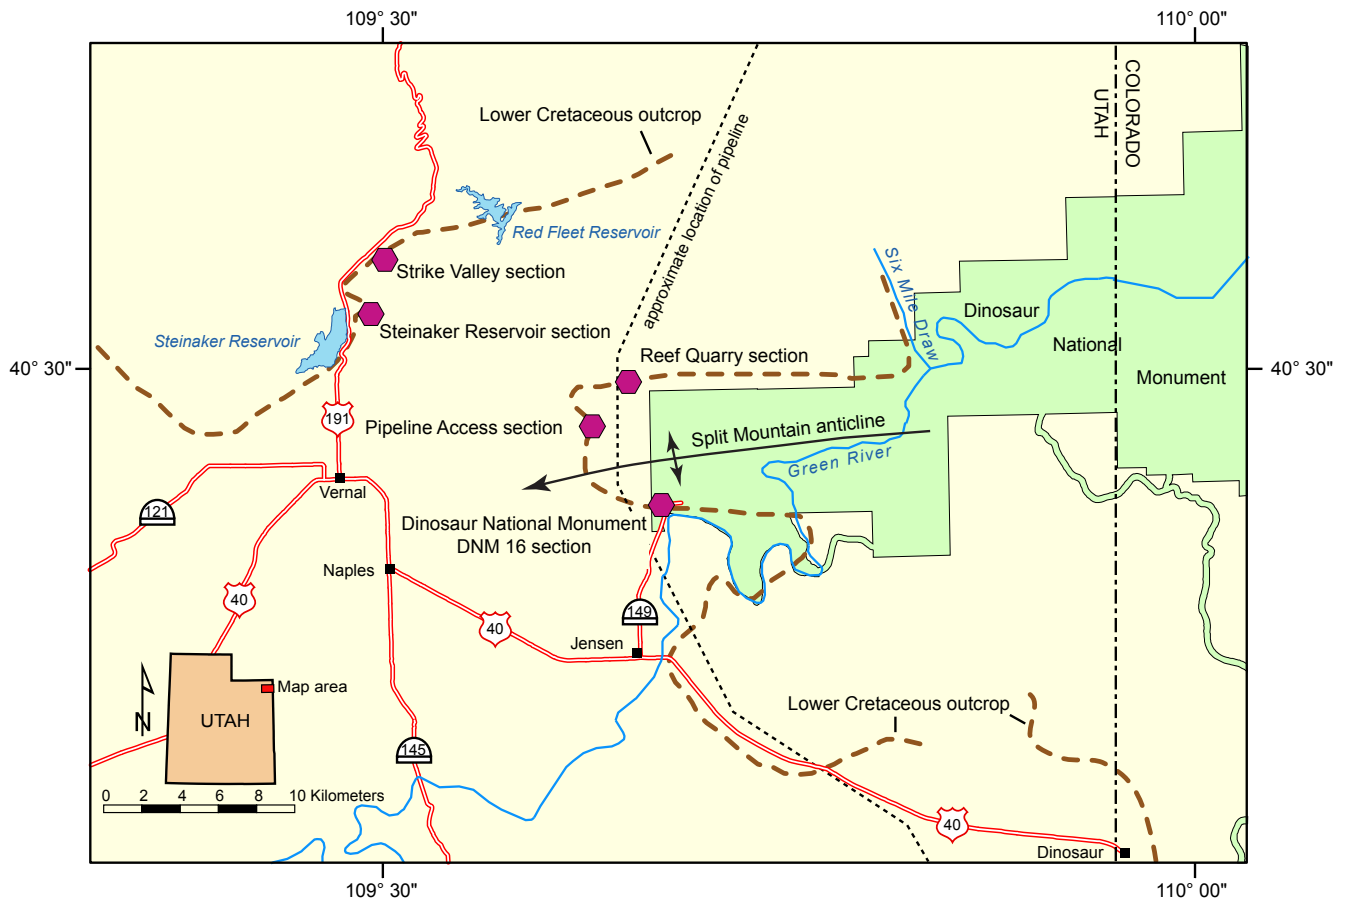 109° 30"
110° 00"
COLORADO
UTAH
Lower Cretaceous outcrop
approximate location of pipeline
Red Fleet Reservoir
Strike Valley section
Six Mile Draw
Dinosaur
National
Monument
Steinaker Reservoir section
Steinaker Reservoir
Reef Quarry section
40° 30"
40° 30"
191
Pipeline Access section
Split Mountain anticline
Green River
Vernal
121
Dinosaur National Monument
DNM 16 section
Naples
40
40
149
Jensen
Map area
N
UTAH
Lower Cretaceous outcrop
145
0 2 4 6 8 10 Kilometers
40
Dinosaur
109° 30"
110° 00"